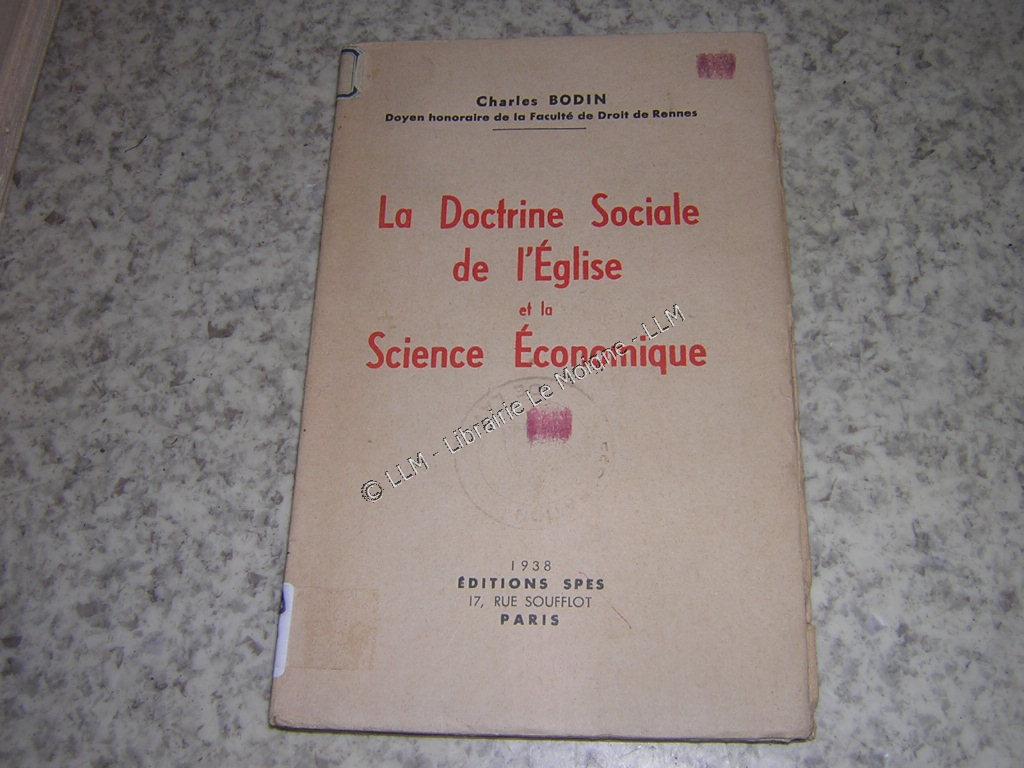 Charles BODIN
Doyen honoraire de la Faculté de Droit de Rennes
La Doctrine Sociale
de l'Église
et la
Science Économique
© LLM - Librairie Le Moigne - LLM
1938
ÉDITIONS SPES
17, RUE SOUFFLOT
PARIS